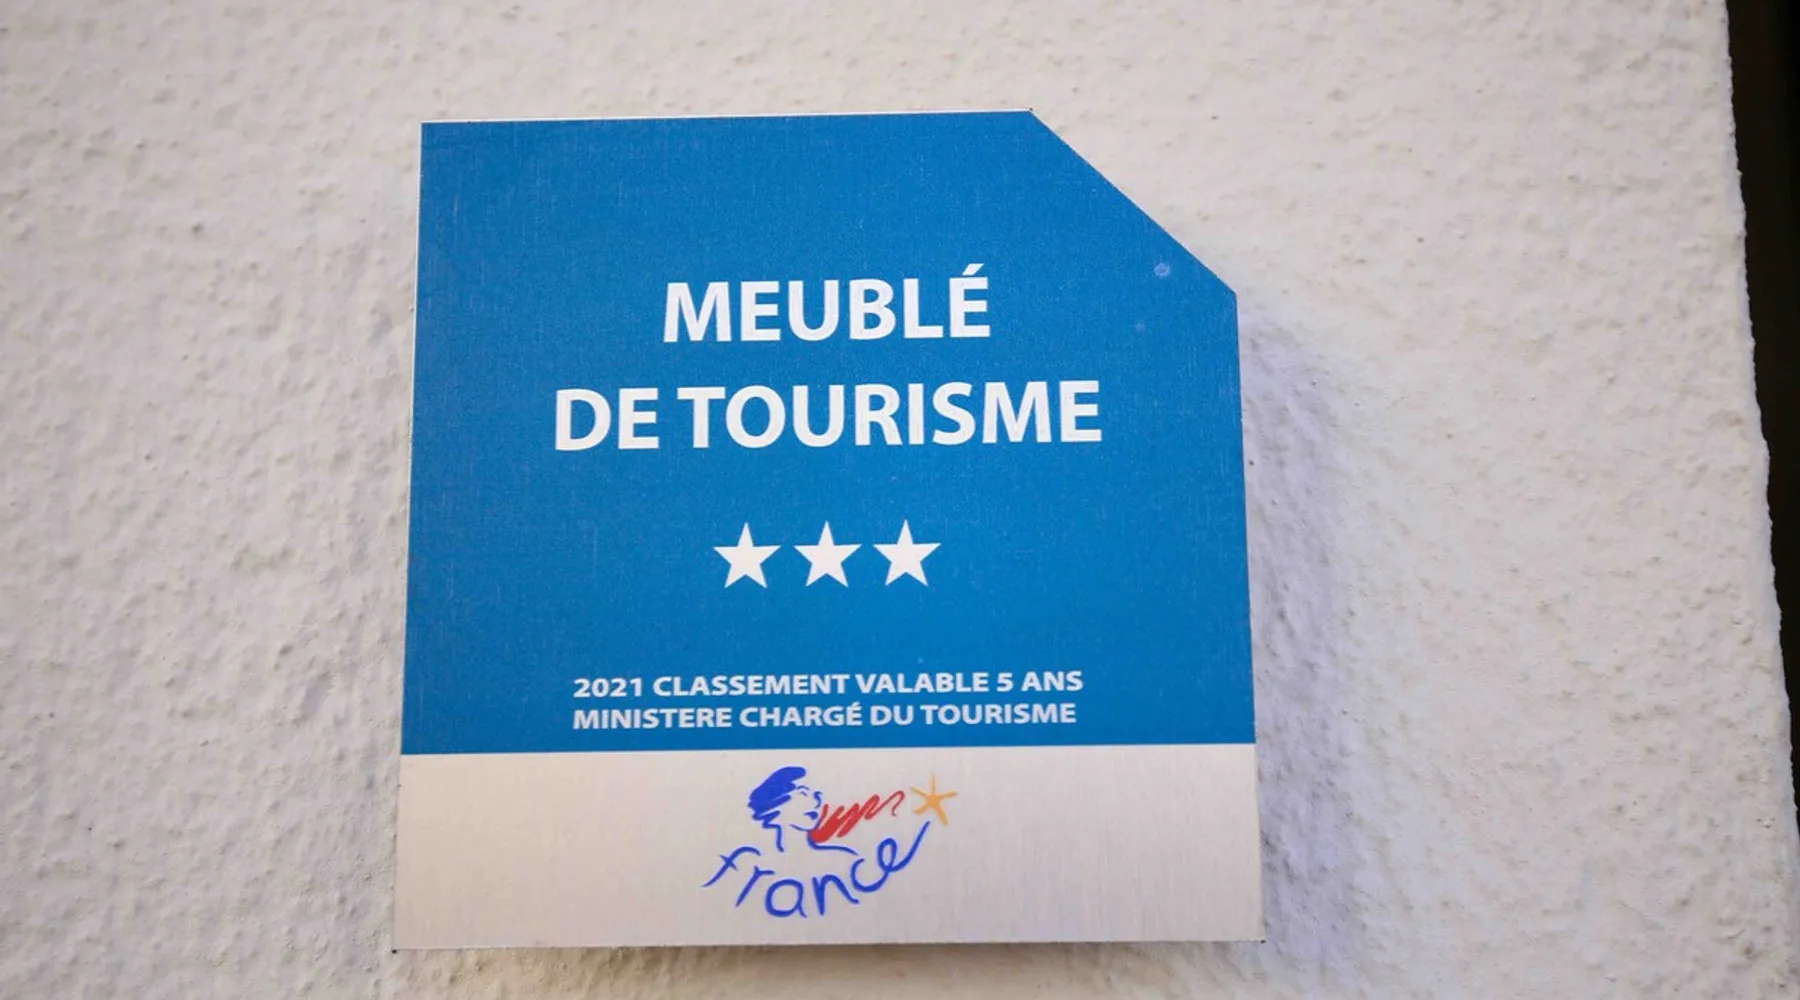 MEUBLÉ
DE TOURISME
★★★
2021 CLASSEMENT VALABLE 5 ANS
MINISTERE CHARGÉ DU TOURISME
france